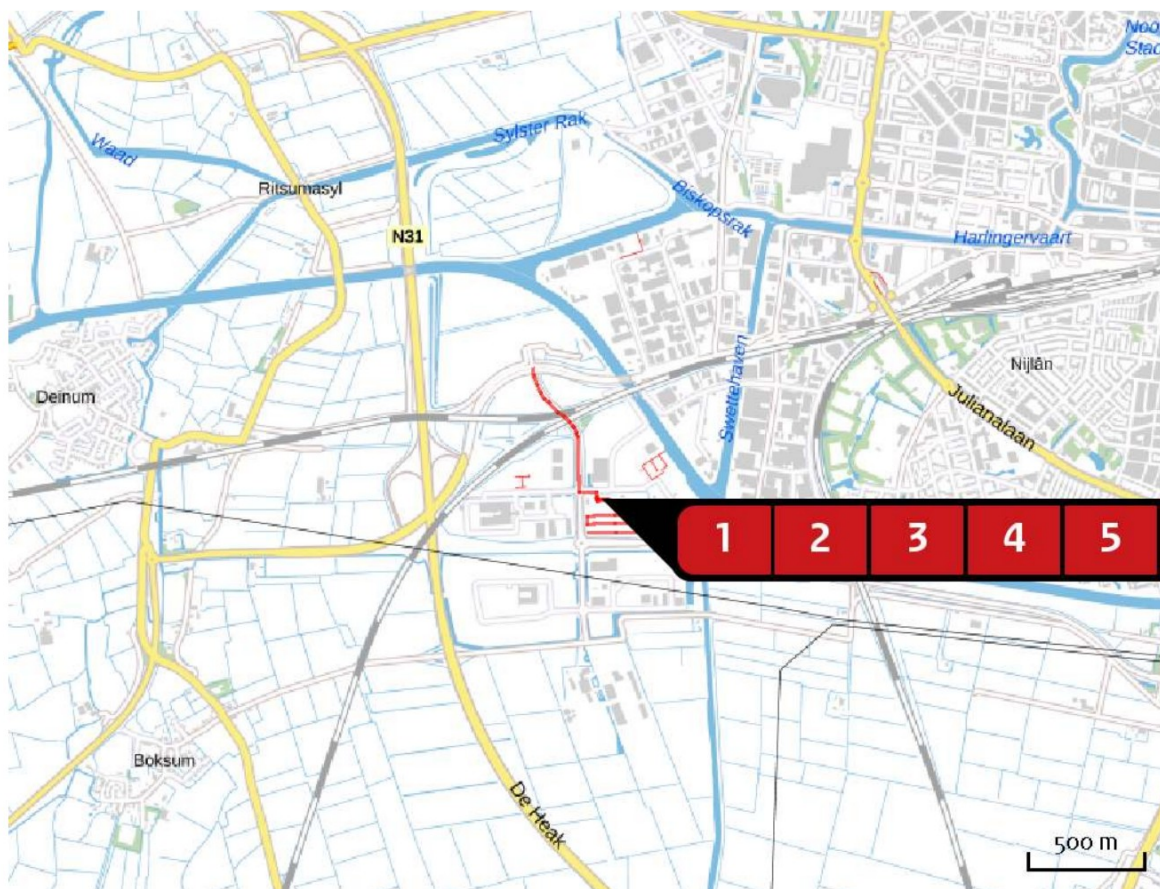 Noo
Stad
Sylster Rak
Waad
Ritsumasyl
Biskopsrak
N31
Harlingervaart
Swettehaven
Nijlân
Deinum
Julianalaan
1 2 3 4 5
Boksum
De Heak
500 m